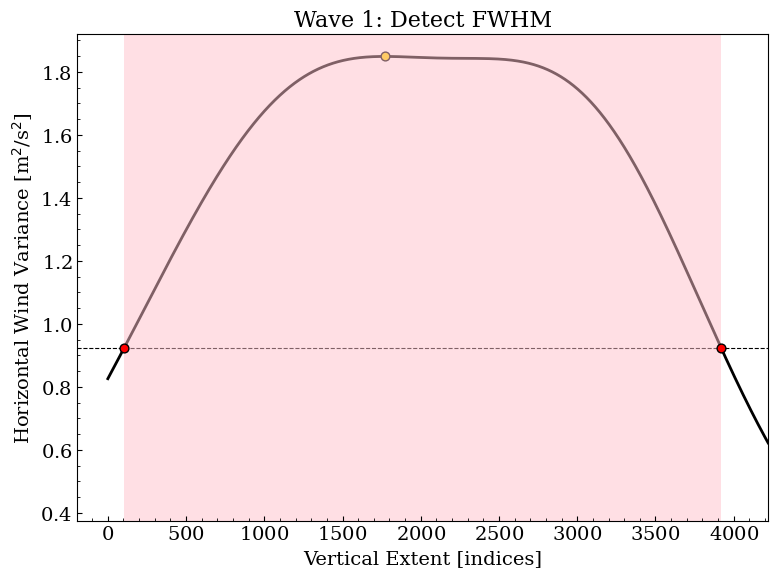 Wave 1: Detect FWHM
Horizontal Wind Variance [m²/s²]
1.8
1.6
1.4
1.2
1.0
0.8
0.6
0.4
0 500 1000 1500 2000 2500 3000 3500 4000
Vertical Extent [indices]